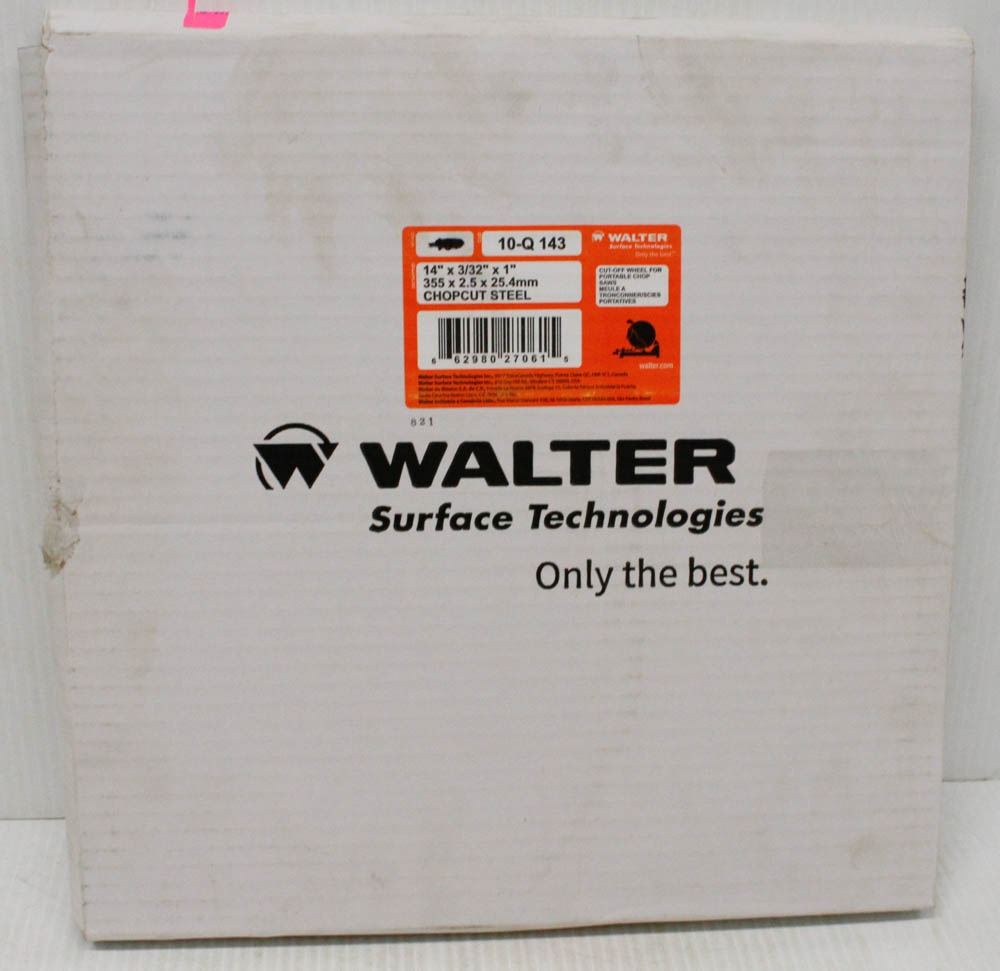 10-Q 143
WALTER
Surface Technologies
Only the best
14" x 3/32" x 1"
355 x 2.5 x 25.4mm
CHOPCUT STEEL
CUT-OFF WHEEL FOR
PORTABLE CHOP
SAWS
MEULE A
TRONCONNER/SCIES
PORTATIVES
6 62980 27061 5
walter.com
821
WALTER
Surface Technologies
Only the best.